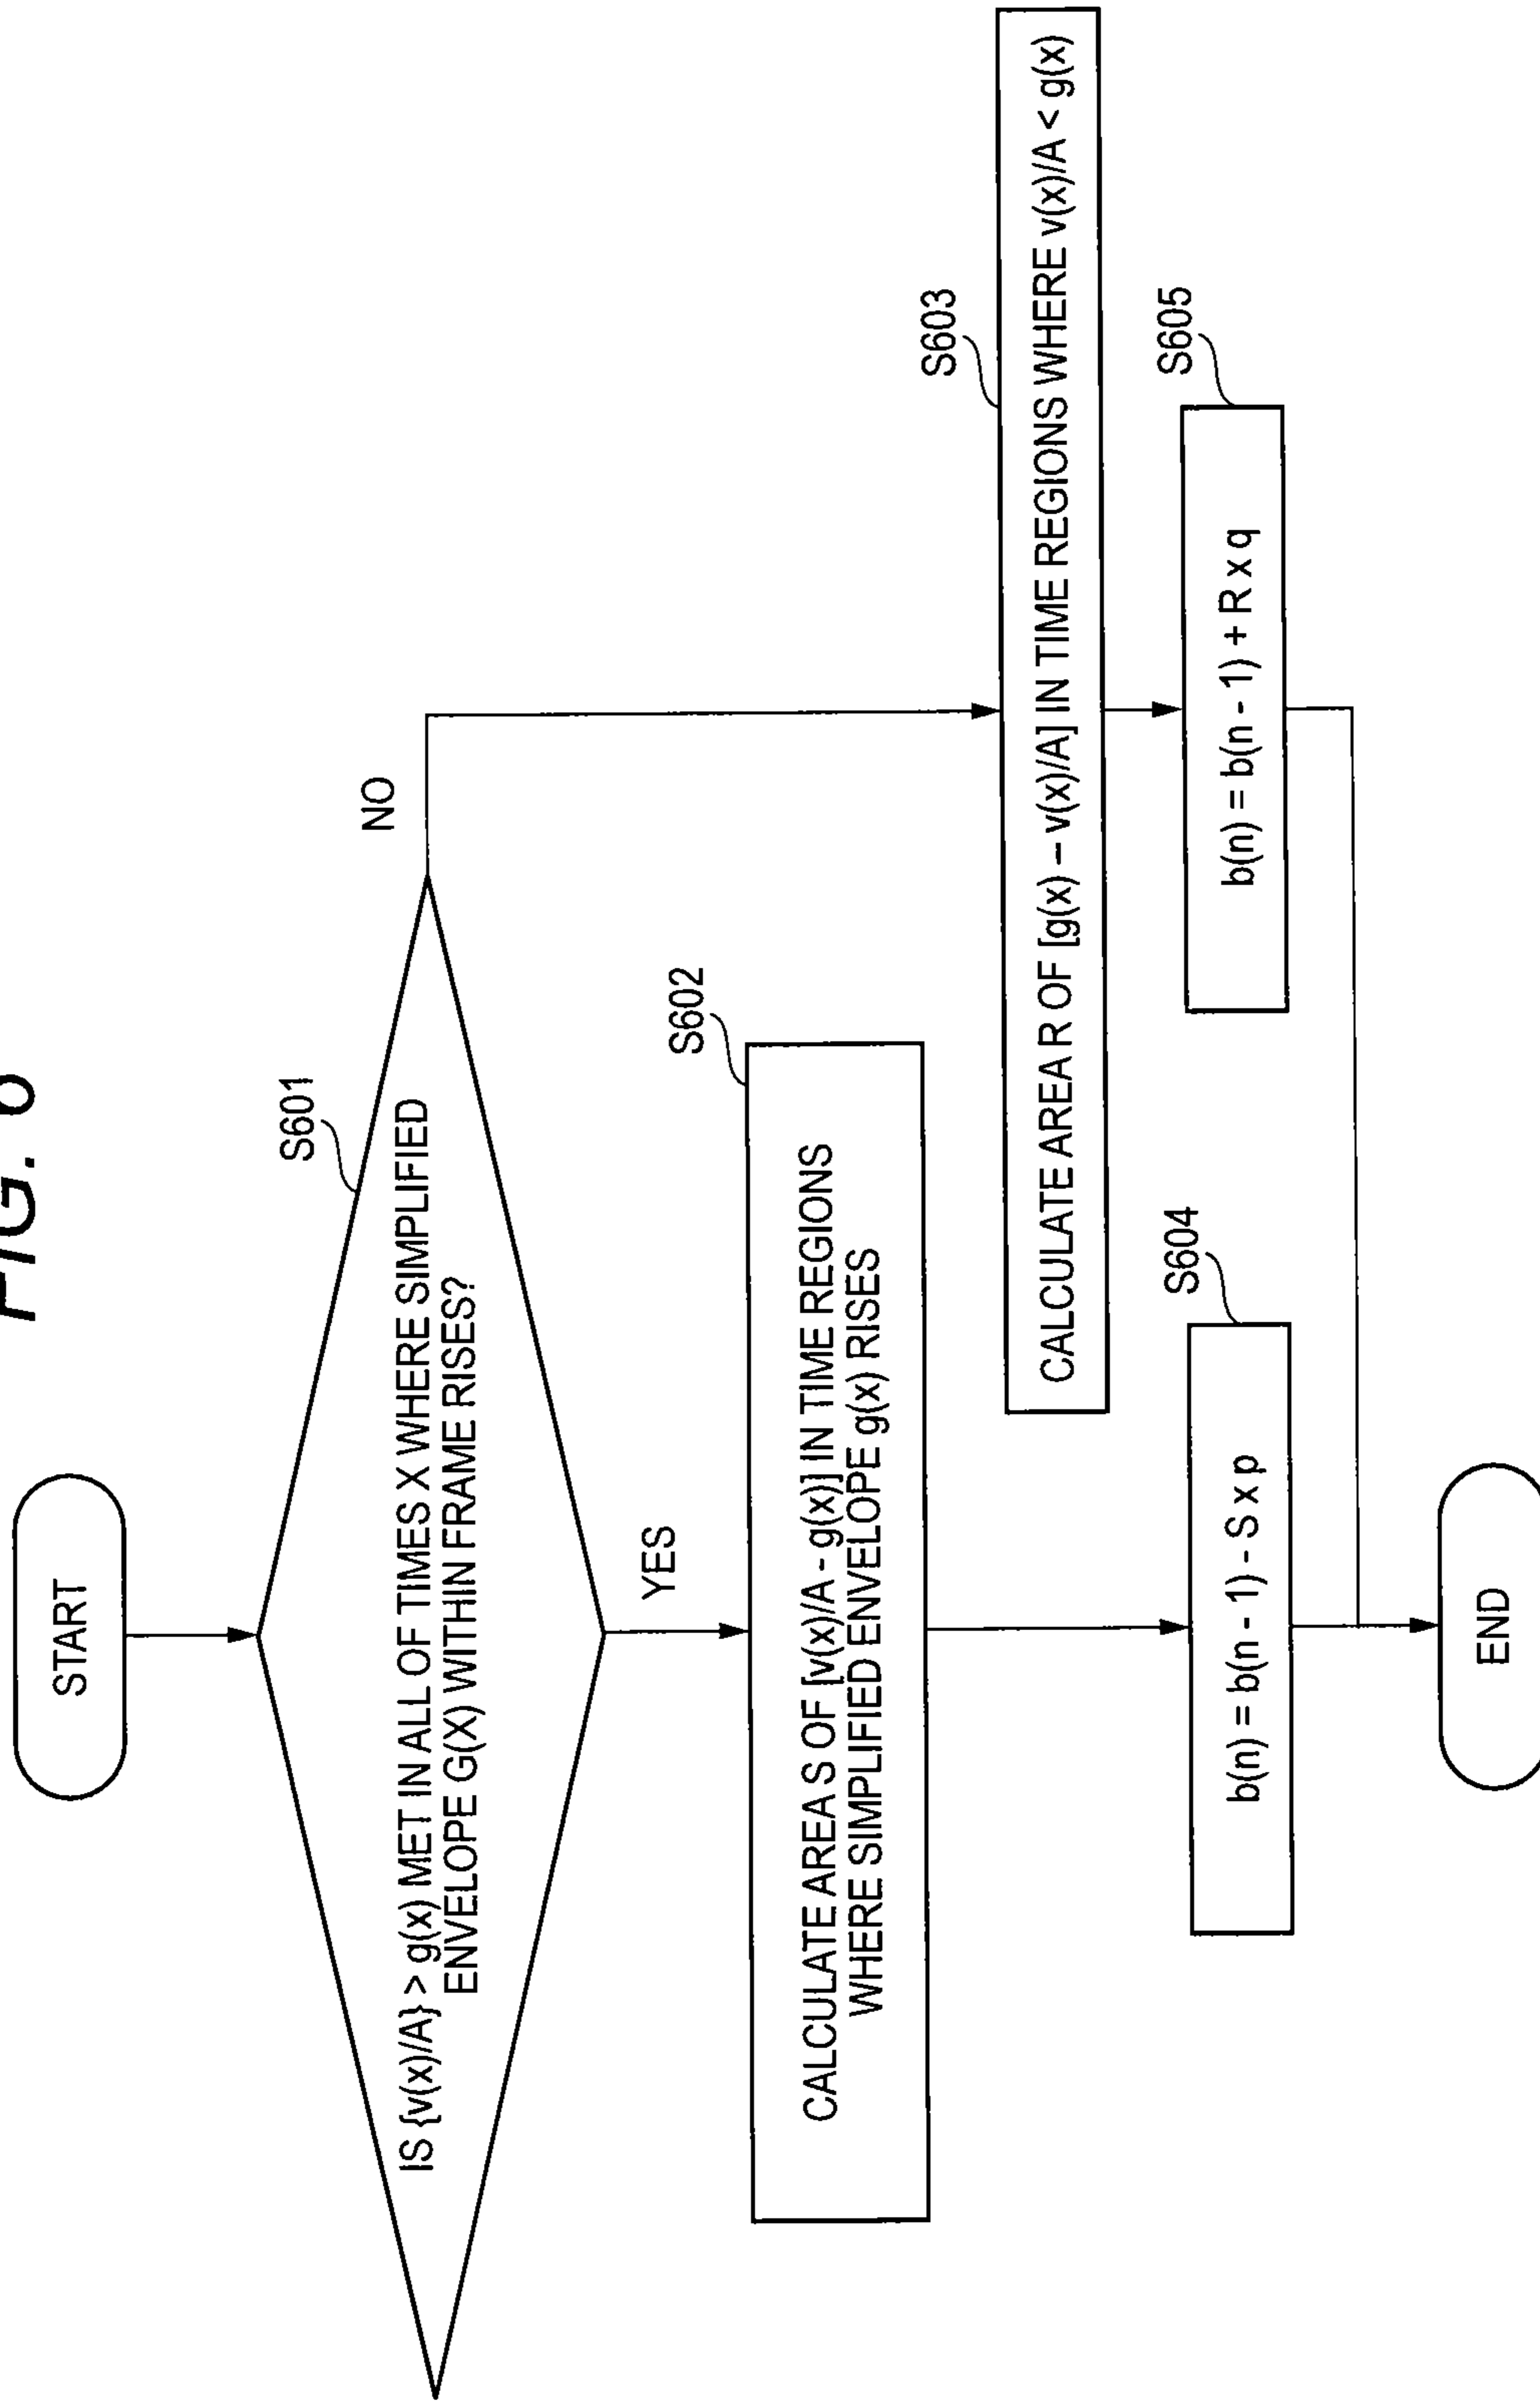 FIG. 6
START
S601
IS {v(x)/A} > g(x) MET IN ALL OF TIMES X WHERE SIMPLIFIED
ENVELOPE G(X) WITHIN FRAME RISES?
NO
YES
S602
CALCULATE AREA S OF [v(x)/A - g(x)] IN TIME REGIONS
WHERE SIMPLIFIED ENVELOPE g(x) RISES
S603
CALCULATE AREA R OF [g(x) – v(x)/A] IN TIME REGIONS WHERE v(x)/A < g(x)
S604
b(n) = b(n - 1) - S x p
S605
b(n) = b(n - 1) + R x q
END